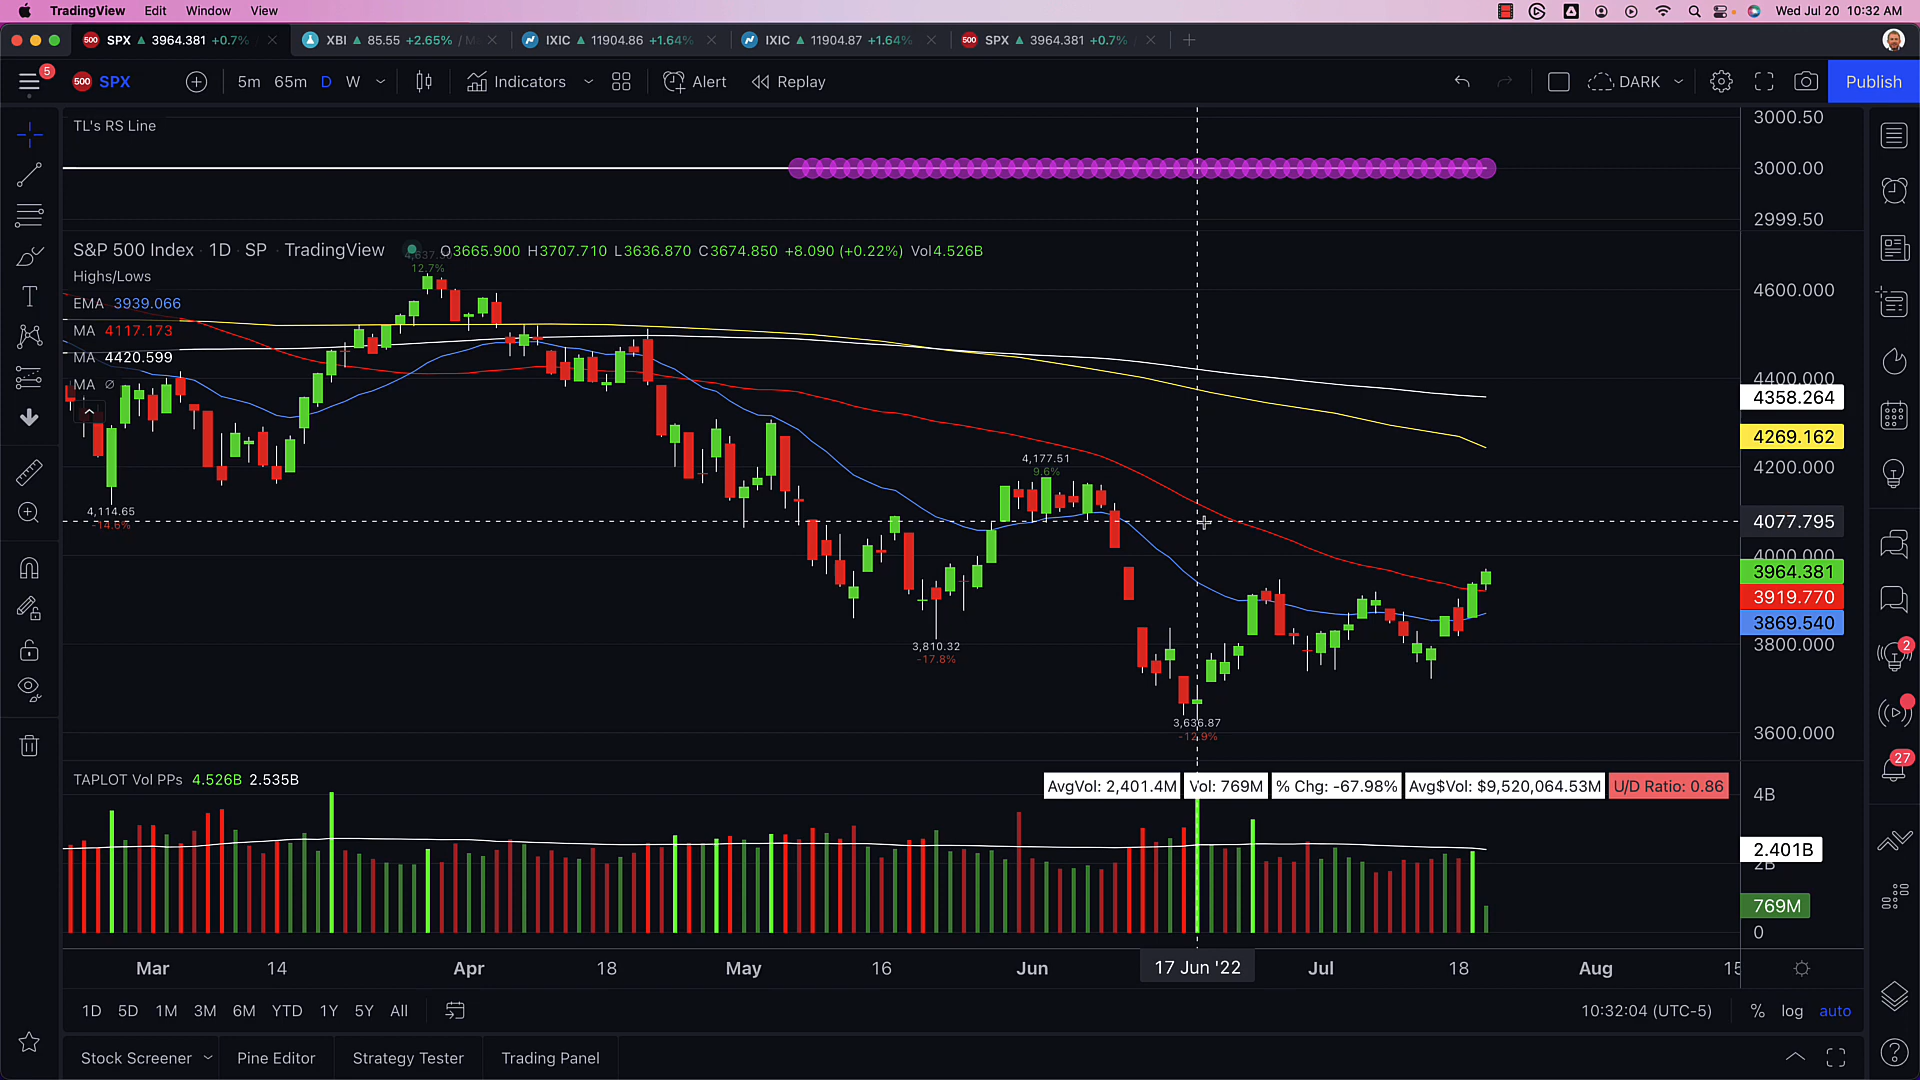 TradingView Edit Window View
Wed Jul 20 10:32 AM
500 SPX ▲ 3964.381 +0.7%
XBI ▲ 85.55 +2.65% / M
IXIC ▲ 11904.86 +1.64%
IXIC ▲ 11904.87 +1.64%
500 SPX ▲ 3964.381 +0.7%
5
500 SPX
5m 65m D W
Indicators
Alert
Replay
DARK
Publish
TL's RS Line
3000.50
3000.00
2999.50
S&P 500 Index · 1D · SP · TradingView
O3665.900 H3707.710 L3636.870 C3674.850 +8.090 (+0.22%) Vol4.526B
12.7%
Highs/Lows
EMA 3939.066
MA 4117.173
MA 4420.599
MA ∅
4600.000
4400.000
4358.264
4269.162
4200.000
4077.795
4000.000
3964.381
3919.770
3869.540
3800.000
3600.000
4,114.65
-14.6%
4,177.51
9.6%
3,810.32
-17.8%
3,636.87
-12.9%
TAPLOT Vol PPs 4.526B 2.535B
AvgVol: 2,401.4M
Vol: 769M
% Chg: -67.98%
Avg$Vol: $9,520,064.53M
U/D Ratio: 0.86
4B
2.401B
2B
769M
0
Mar 14 Apr 18 May 16 Jun 17 Jun '22 Jul 18 Aug 15
1D 5D 1M 3M 6M YTD 1Y 5Y All
10:32:04 (UTC-5)
% log auto
Stock Screener
Pine Editor
Strategy Tester
Trading Panel
2
27